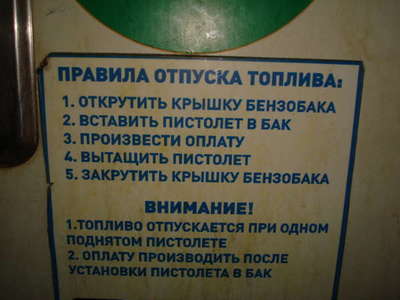 ПРАВИЛА ОТПУСКА ТОПЛИВА:
1. ОТКРУТИТЬ КРЫШКУ БЕНЗОБАКА
2. ВСТАВИТЬ ПИСТОЛЕТ В БАК
3. ПРОИЗВЕСТИ ОПЛАТУ
4. ВЫТАЩИТЬ ПИСТОЛЕТ
5. ЗАКРУТИТЬ КРЫШКУ БЕНЗОБАКА
ВНИМАНИЕ!
1.ТОПЛИВО ОТПУСКАЕТСЯ ПРИ ОДНОМ
ПОДНЯТОМ ПИСТОЛЕТЕ
2. ОПЛАТУ ПРОИЗВОДИТЬ ПОСЛЕ
УСТАНОВКИ ПИСТОЛЕТА В БАК